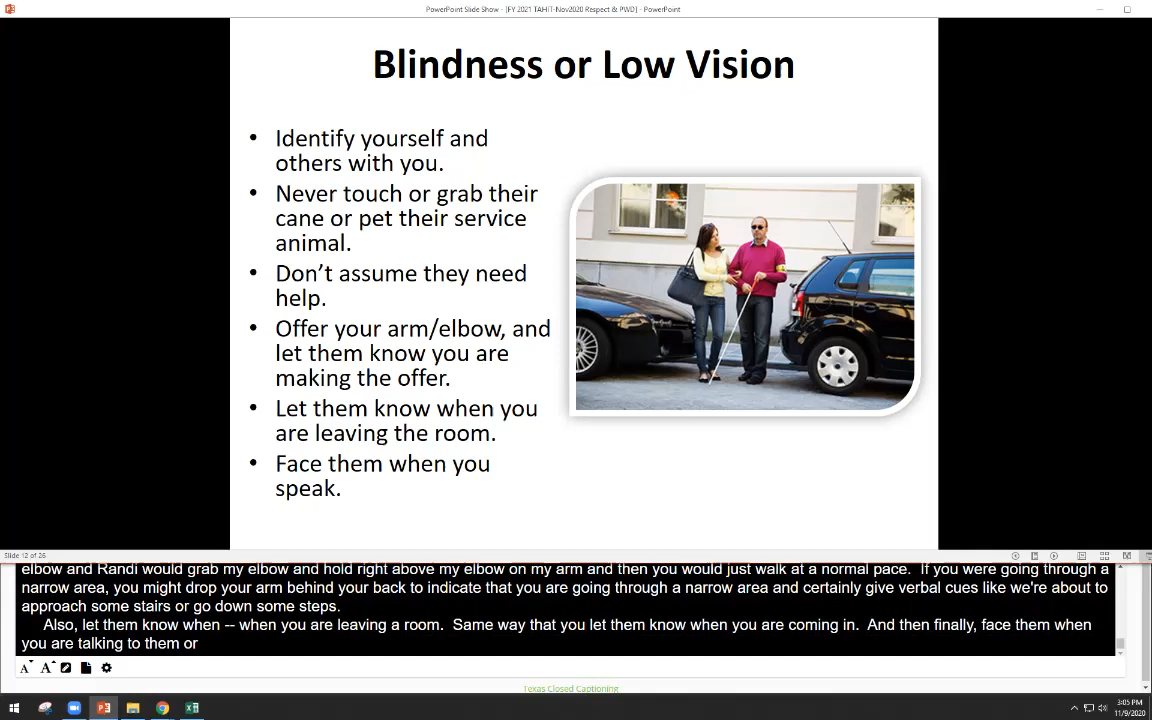 PowerPoint Slide Show - [FY 2021 TAHIT-Nov2020 Respect & PWD] - PowerPoint
Blindness or Low Vision
• Identify yourself and
others with you.
• Never touch or grab their
cane or pet their service
animal.
• Don't assume they need
help.
• Offer your arm/elbow, and
let them know you are
making the offer.
• Let them know when you
are leaving the room.
• Face them when you
speak.
Slide 12 of 26
elbow and Randi would grab my elbow and hold right above my elbow on my arm and then you would just walk at a normal pace. If you were going through a
narrow area, you might drop your arm behind your back to indicate that you are going through a narrow area and certainly give verbal cues like we're about to
approach some stairs or go down some steps.
Also, let them know when -- when you are leaving a room. Same way that you let them know when you are coming in. And then finally, face them when
you are talking to them or
Texas Closed Captioning
3:05 PM
11/9/2020